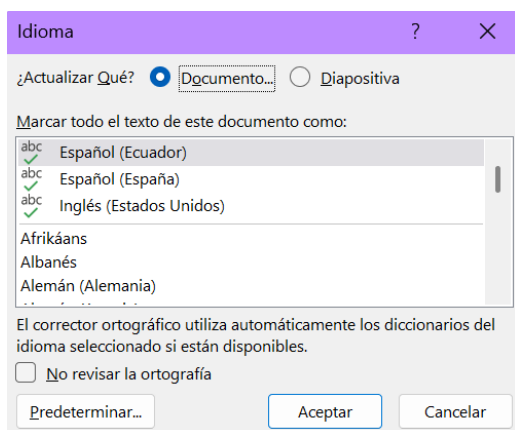 Idioma ?
¿Actualizar Qué? Documento... Diapositiva
Marcar todo el texto de este documento como:
abc Español (Ecuador)
abc Español (España)
abc Inglés (Estados Unidos)
Afrikáans
Albanés
Alemán (Alemania)
El corrector ortográfico utiliza automáticamente los diccionarios del
idioma seleccionado si están disponibles.
No revisar la ortografía
Predeterminar... Aceptar Cancelar